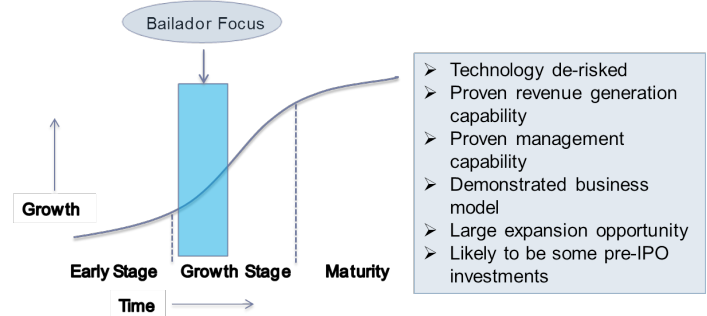 Bailador Focus
Growth
Early Stage
Growth Stage
Maturity
Time
➢ Technology de-risked
➢ Proven revenue generation
capability
➢ Proven management
capability
➢ Demonstrated business
model
➢ Large expansion opportunity
➢ Likely to be some pre-IPO
investments